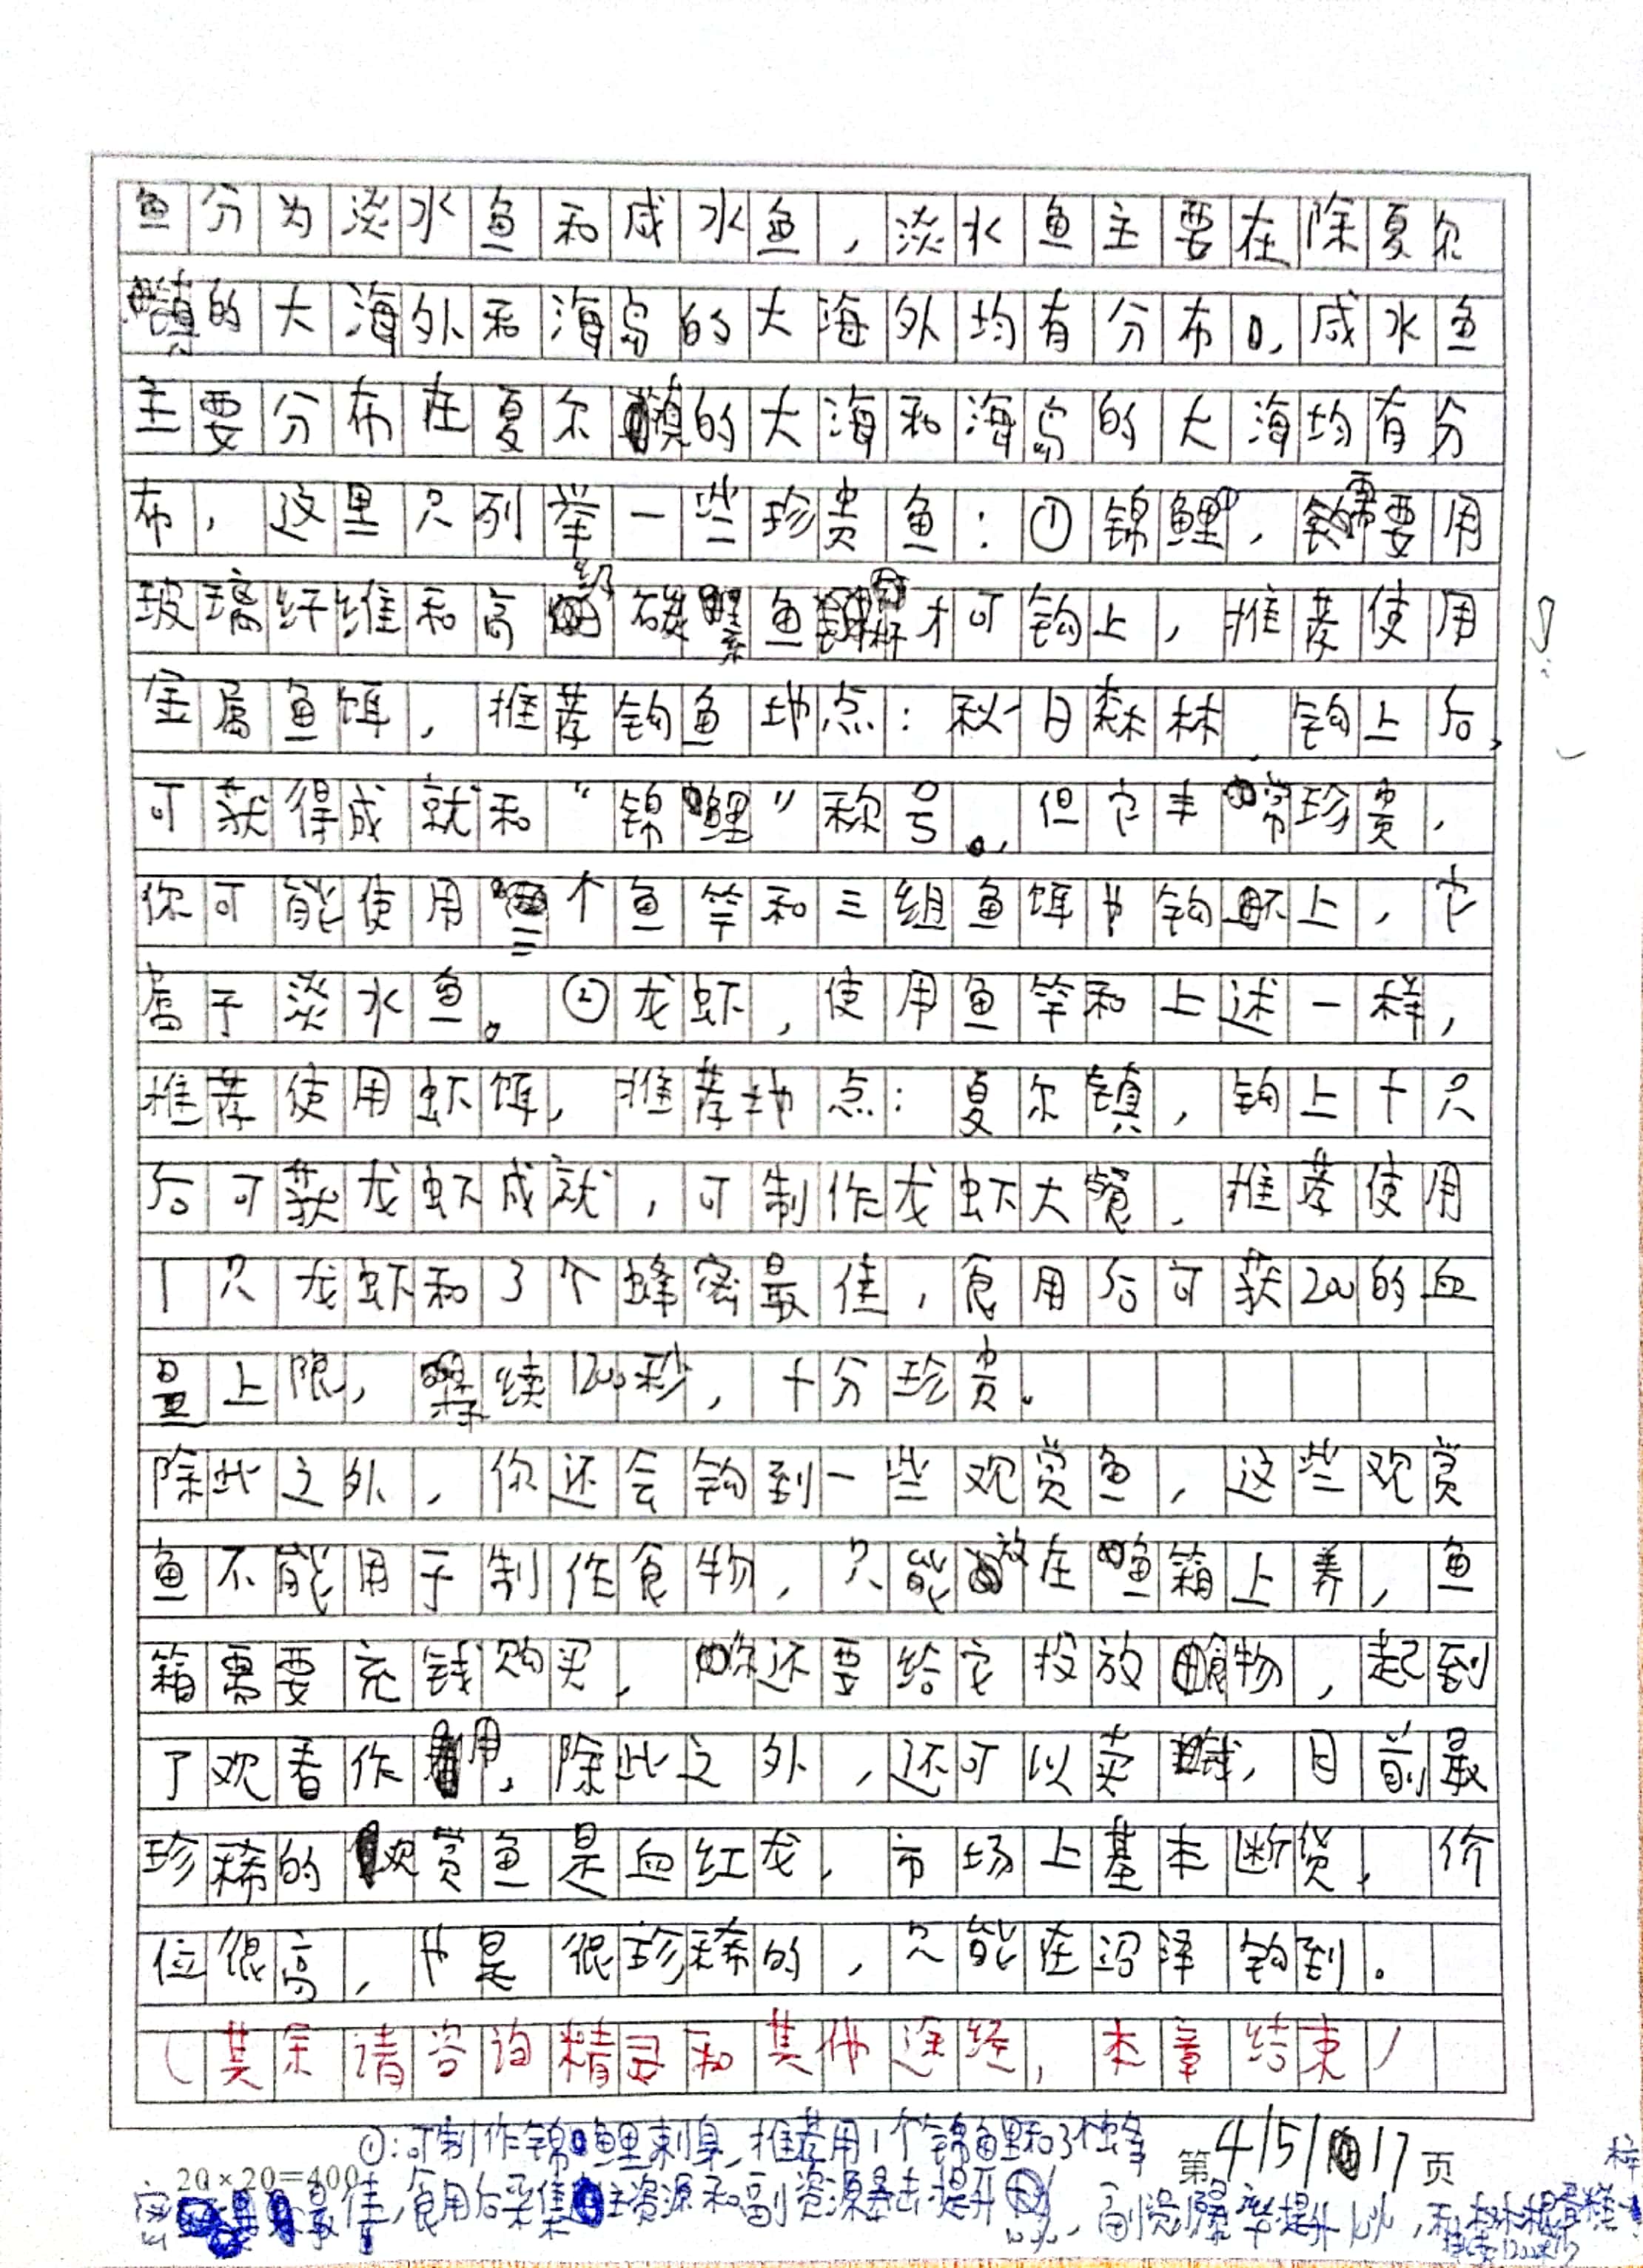 鱼分为淡水鱼和咸水鱼,淡水鱼主要在除夏尔
镇的大海外和海岛的大海外均有分布,咸水鱼
主要分布在夏尔镇的大海和海岛的大海均有分
布,这里只列举一些珍贵鱼:①锦鲤,需要用
玻璃纤维和高级碳素鱼杆才可钩上,推荐使用
金属鱼饵,推荐钩鱼地点:秋日森林,钩上后,
可获得成就和"锦鲤"称号。但它非常珍贵,
你可能使用三个鱼竿和三组鱼饵也钩不上,它
属于淡水鱼。②龙虾,使用鱼竿和上述一样,
推荐使用虾饵,推荐地点:夏尔镇,钩上十只
后可获龙虾成就,可制作龙虾大餐,推荐使用
1只龙虾和3个蜂密最佳,食用后可获200的血
量上限,持续1200秒,十分珍贵。
除此之外,你还会钩到一些观赏鱼,这些观赏
鱼不能用于制作食物,只能放在鱼箱上养,鱼
箱需要充钱购买,你还要给它投放食物,起到
了观看作用,除此之外,还可以卖钱,目前最
珍稀的观赏鱼是血红龙,市场上基本断货,价
位很高,也是很珍稀的,只能在沼泽钩到。
(其余请咨询精灵和其他途经,本章结束)
①:可制作锦鲤刺身,推荐用1个锦鲤和3个蜂
第4/5/17页
20×20=400
密最佳,食用后采集主资源和副资源暴击提升,副资源爆率提升